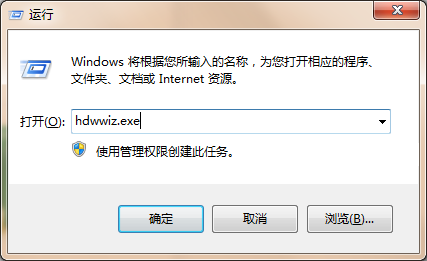 运行
Windows 将根据您所输入的名称，为您打开相应的程序、
文件夹、文档或 Internet 资源。
打开(O): hdwwiz.exe
使用管理权限创建此任务。
确定 取消 浏览(B)...